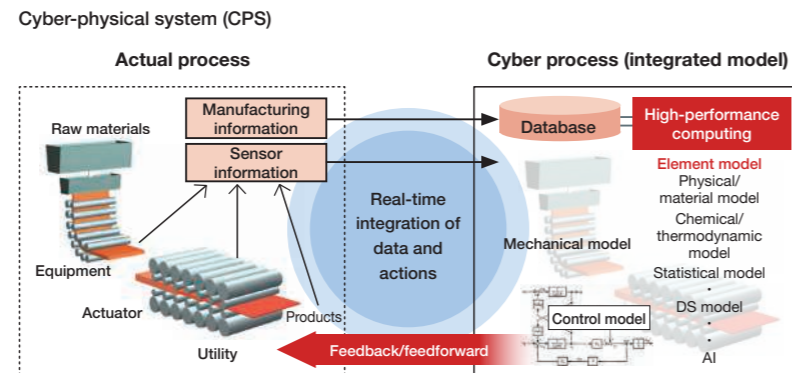 Cyber-physical system (CPS)
Actual process
Manufacturing
information
Raw materials
Sensor
information
Equipment
Actuator
Products
Utility
Real-time
integration of
data and
actions
Feedback/feedforward
Cyber process (integrated model)
Database
High-performance
computing
Element model
Physical/
material model
Chemical/
thermodynamic
model
Mechanical model
Statistical model
DS model
Control model
AI